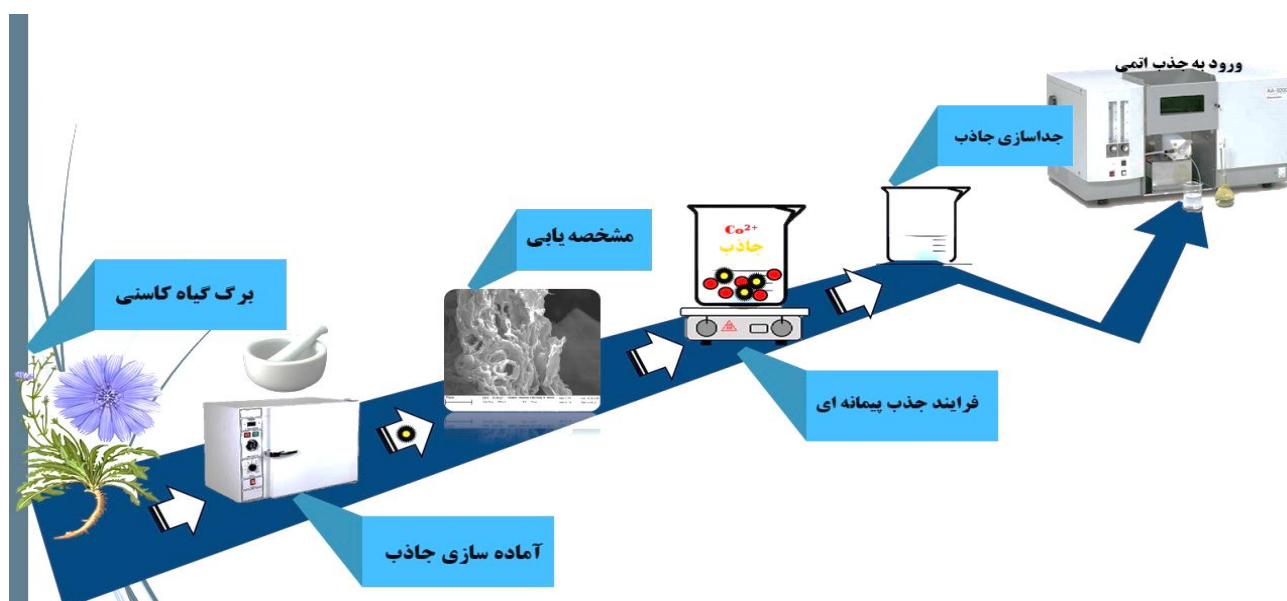 ورود به جذب اتمی
جداسازی جاذب
Co²⁺
جاذب
مشخصه یابی
برگ گیاه کاسنی
فرایند جذب پیمانه ای
آماده سازی جاذب